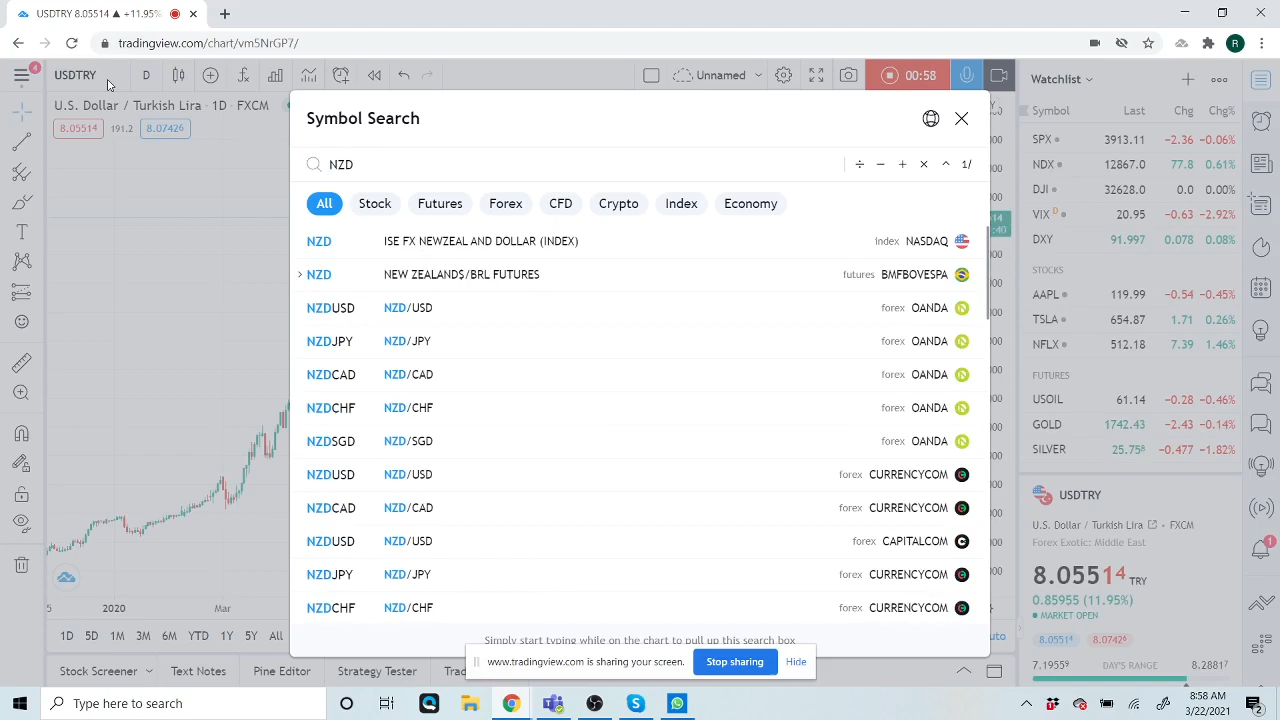 USDTRY 8.05514 ▲ +11.95%
tradingview.com/chart/vm5NrGP7/
R
4
USDTRY D Unnamed 00:58 Watchlist
U.S. Dollar / Turkish Lira · 1D · FXCM
8.05514 191.2 8.07426
Symbol Search
NZD
÷ − + × ^ 1/
All Stock Futures Forex CFD Crypto Index Economy
NZD ISE FX NEWZEAL AND DOLLAR (INDEX) index NASDAQ
NZD NEW ZEALAND$/BRL FUTURES futures BMFBOVESPA
NZDUSD NZD/USD forex OANDA
NZDJPY NZD/JPY forex OANDA
NZDCAD NZD/CAD forex OANDA
NZDCHF NZD/CHF forex OANDA
NZDSGD NZD/SGD forex OANDA
NZDUSD NZD/USD forex CURRENCYCOM
NZDCAD NZD/CAD forex CURRENCYCOM
NZDUSD NZD/USD forex CAPITALCOM
NZDJPY NZD/JPY forex CURRENCYCOM
NZDCHF NZD/CHF forex CURRENCYCOM
Simply start typing while on the chart to pull up this search box
www.tradingview.com is sharing your screen. Stop sharing Hide
Symbol Last Chg Chg%
SPX 3913.11 −2.36 −0.06%
NDX 12867.0 77.8 0.61%
DJI 32628.0 0.0 0.00%
VIX D 20.95 −0.63 −2.92%
DXY 91.997 0.078 0.08%
STOCKS
AAPL 119.99 −0.54 −0.45%
TSLA 654.87 1.71 0.26%
NFLX 512.18 7.39 1.46%
FUTURES
USOIL 61.14 −0.28 −0.46%
GOLD 1742.43 −2.43 −0.14%
SILVER 25.758 −0.477 −1.82%
USDTRY
U.S. Dollar / Turkish Lira • FXCM
Forex Exotic: Middle East
8.05514 TRY
0.85955 (11.95%)
MARKET OPEN
8.05514 8.07426
7.19559 DAY'S RANGE 8.28817
1
5 2020 Mar
1D 5D 1M 3M 6M YTD 1Y 5Y All
Stock Screener Text Notes Pine Editor Strategy Tester
Type here to search
8:58 AM
3/22/2021
2